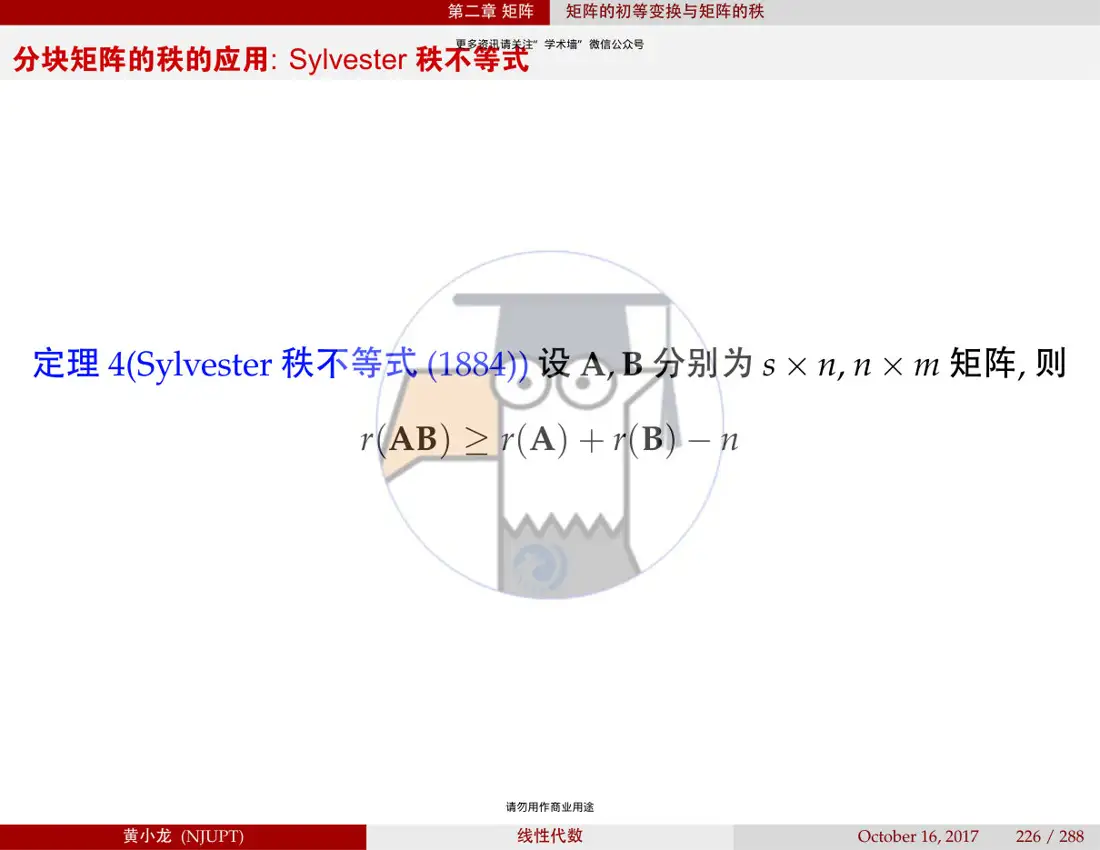 第二章 矩阵 矩阵的初等变换与矩阵的秩
更多资讯请关注“学术墙”微信公众号
分块矩阵的秩的应用: Sylvester 秩不等式
定理 4(Sylvester 秩不等式 (1884)) 设 A, B 分别为 s × n, n × m 矩阵, 则
r(AB) ≥ r(A) + r(B) − n
请勿用作商业用途
黄小龙 (NJUPT) 线性代数 October 16, 2017 226 / 288